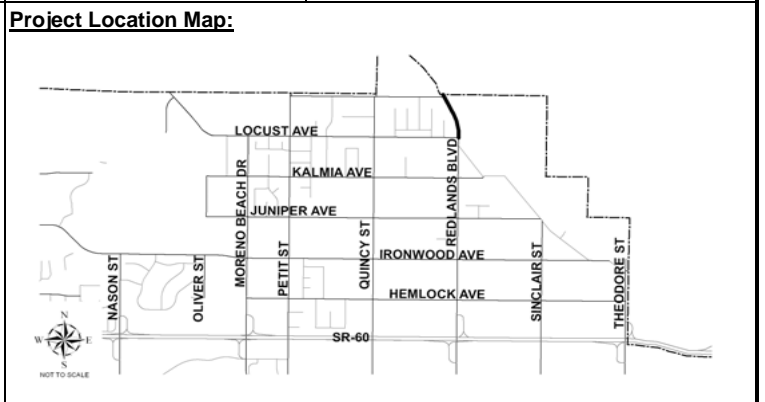 Project Location Map:
LOCUST AVE
KALMIA AVE
JUNIPER AVE
IRONWOOD AVE
HEMLOCK AVE
SR-60
NASON ST
OLIVER ST
MORENO BEACH DR
PETIT ST
QUINCY ST
REDLANDS BLVD
SINCLAIR ST
THEODORE ST
N
W
E
S
NOT TO SCALE